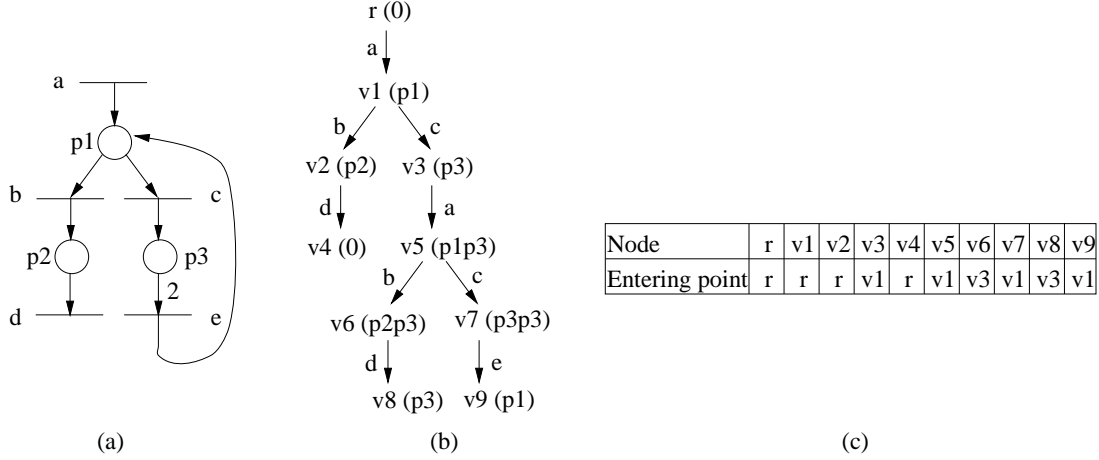 a
p1
b c
p2 p3
2
d e
(a)
r (0)
a
v1 (p1)
b c
v2 (p2) v3 (p3)
d a
v4 (0) v5 (p1p3)
b c
v6 (p2p3) v7 (p3p3)
d e
v8 (p3) v9 (p1)
(b)
Node r v1 v2 v3 v4 v5 v6 v7 v8 v9
Entering point r r r v1 r v1 v3 v1 v3 v1
(c)